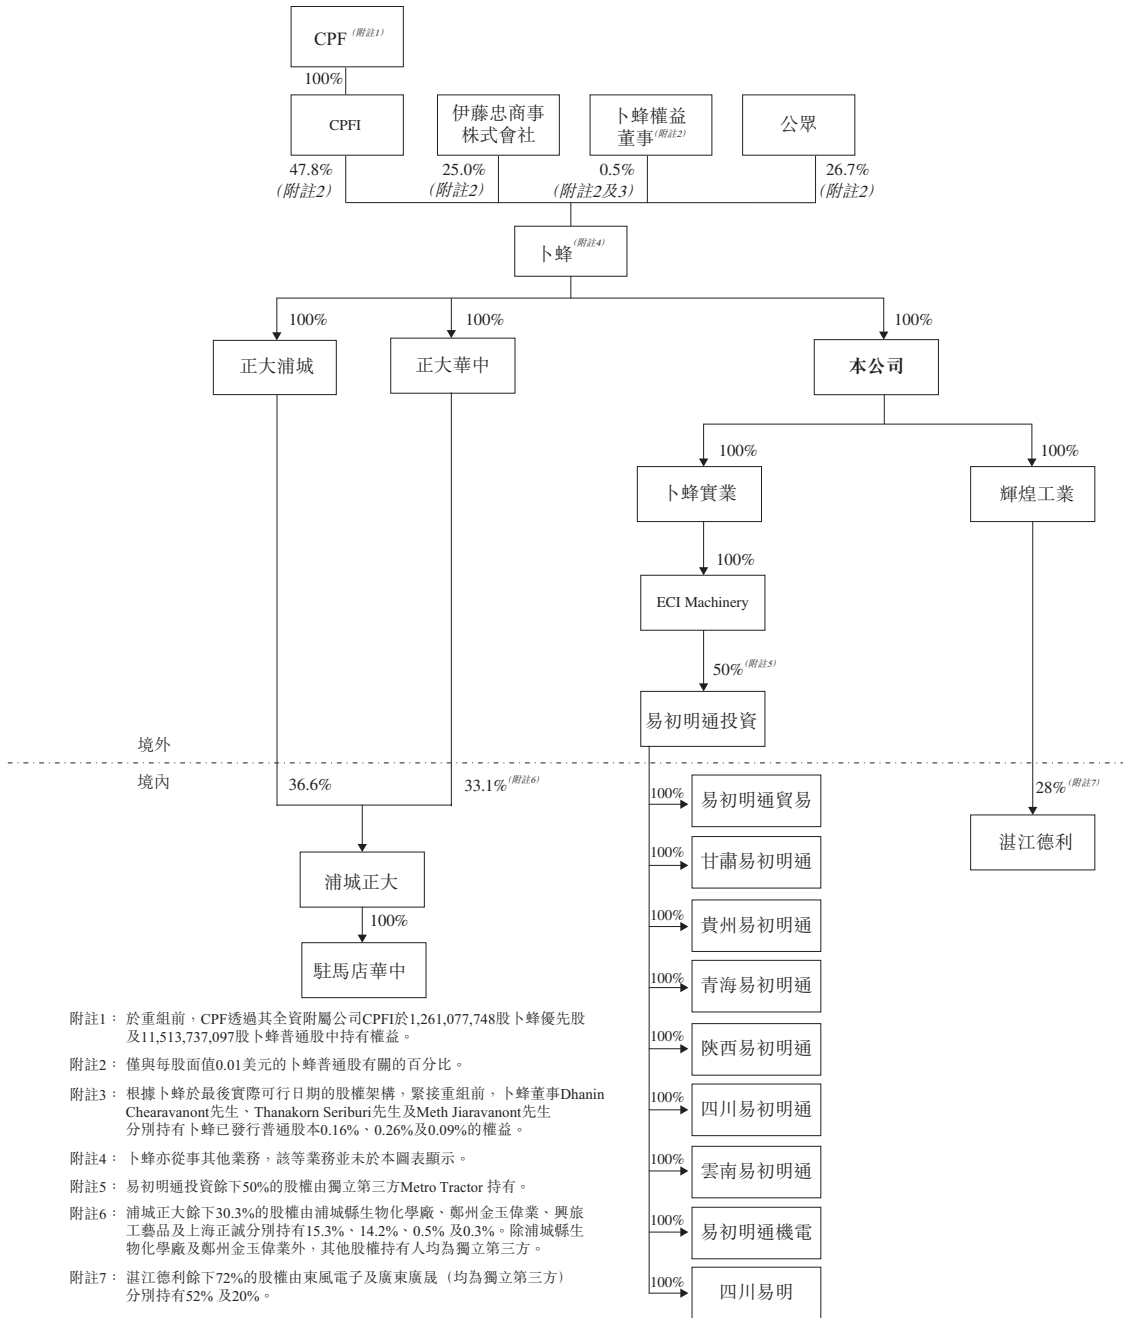 CPF (附註1)
100%
CPFI
伊藤忠商事
株式會社
卜蜂權益
董事(附註2)
公眾
47.8%
(附註2)
25.0%
(附註2)
0.5%
(附註2及3)
26.7%
(附註2)
卜蜂(附註4)
100%
100%
100%
正大浦城
正大華中
本公司
100%
100%
卜蜂實業
輝煌工業
100%
ECI Machinery
50%(附註5)
易初明通投資
境外
境內
36.6%
33.1%(附註6)
28%(附註7)
100%
易初明通貿易
湛江德利
100%
甘肅易初明通
浦城正大
100%
貴州易初明通
100%
駐馬店華中
100%
青海易初明通
100%
陝西易初明通
100%
四川易初明通
100%
雲南易初明通
100%
易初明通機電
100%
四川易明
附註1： 於重組前，CPF透過其全資附屬公司CPFI於1,261,077,748股卜蜂優先股
及11,513,737,097股卜蜂普通股中持有權益。
附註2： 僅與每股面值0.01美元的卜蜂普通股有關的百分比。
附註3： 根據卜蜂於最後實際可行日期的股權架構，緊接重組前，卜蜂董事Dhanin
Chearavanont先生、Thanakorn Seriburi先生及Meth Jiaravanont先生
分別持有卜蜂已發行普通股本0.16%、0.26%及0.09%的權益。
附註4： 卜蜂亦從事其他業務，該等業務並未於本圖表顯示。
附註5： 易初明通投資餘下50%的股權由獨立第三方Metro Tractor 持有。
附註6： 浦城正大餘下30.3%的股權由浦城縣生物化學廠、鄭州金玉偉業、興旅
工藝品及上海正誠分別持有15.3%、14.2%、0.5% 及0.3%。除浦城縣生
物化學廠及鄭州金玉偉業外，其他股權持有人均為獨立第三方。
附註7： 湛江德利餘下72%的股權由東風電子及廣東廣晟（均為獨立第三方）
分別持有52% 及20%。